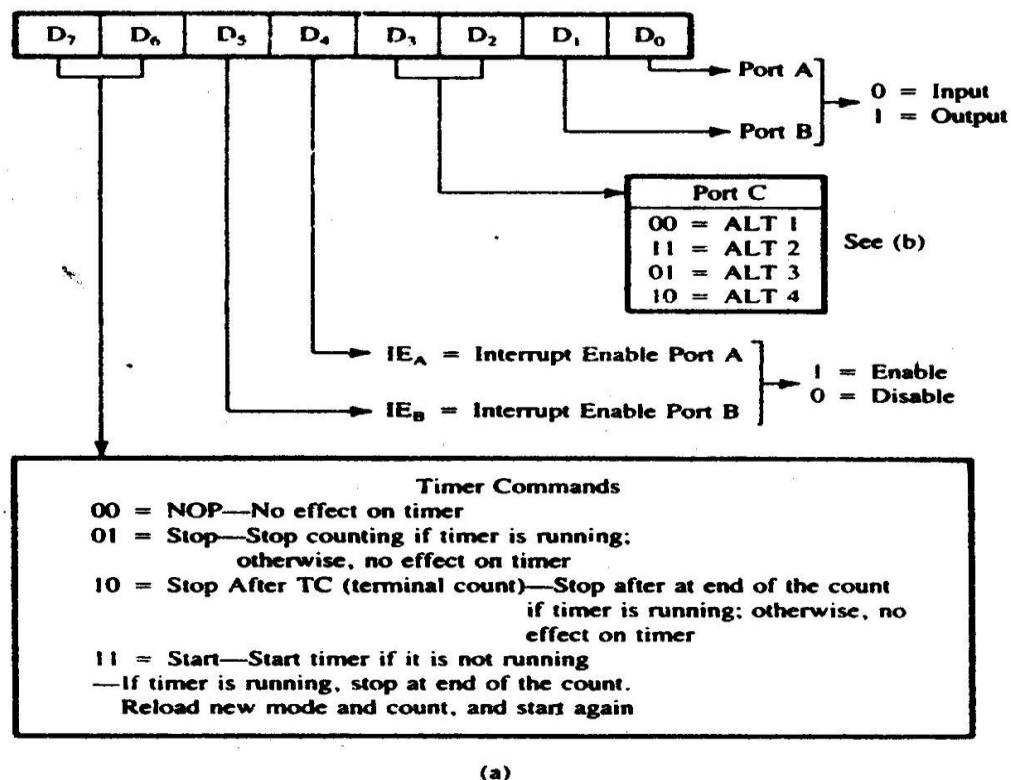 D7 D6 D5 D4 D3 D2 D1 D0
Port A
Port B
0 = Input
1 = Output
Port C
00 = ALT 1
11 = ALT 2
01 = ALT 3
10 = ALT 4
See (b)
IEA = Interrupt Enable Port A
IEB = Interrupt Enable Port B
1 = Enable
0 = Disable
Timer Commands
00 = NOP—No effect on timer
01 = Stop—Stop counting if timer is running;
otherwise, no effect on timer
10 = Stop After TC (terminal count)—Stop after at end of the count
if timer is running; otherwise, no
effect on timer
11 = Start—Start timer if it is not running
—If timer is running, stop at end of the count.
Reload new mode and count, and start again
(a)